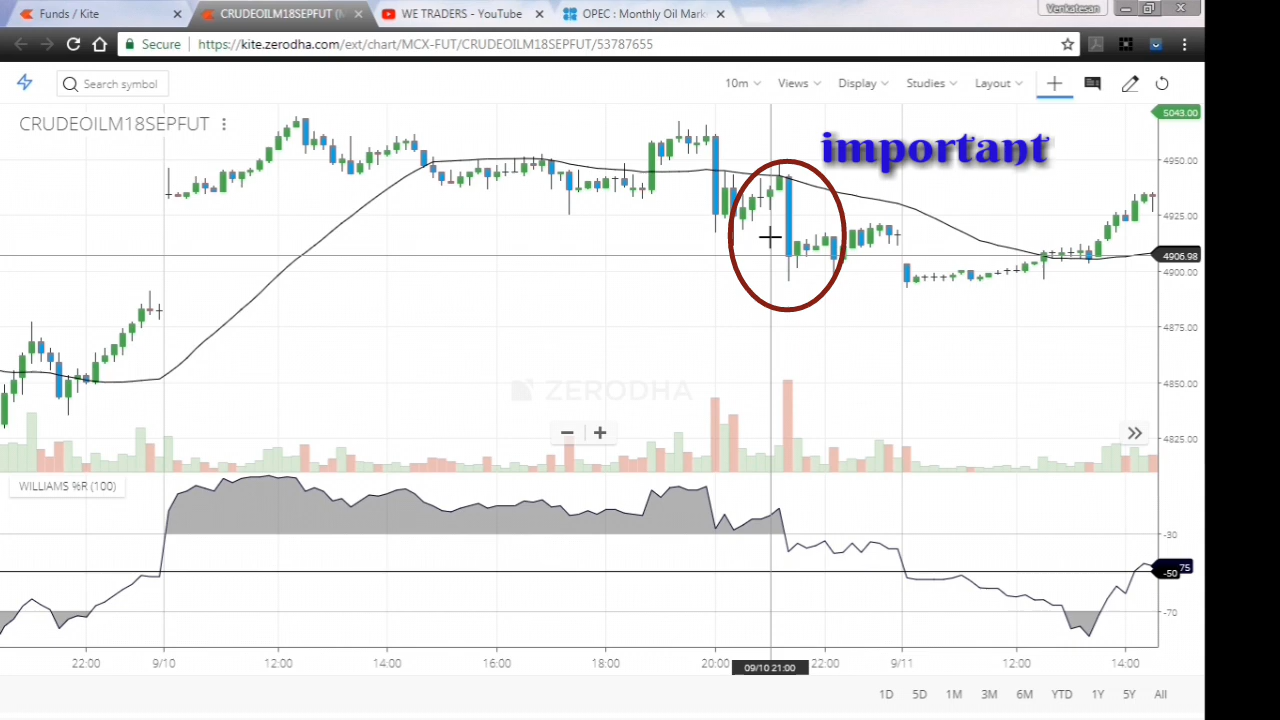 Funds / Kite
CRUDEOILM18SEPFUT (M
WE TRADERS - YouTube
OPEC : Monthly Oil Mark
Venkatesan
Secure
https://kite.zerodha.com/ext/chart/MCX-FUT/CRUDEOILM18SEPFUT/53787655
Search symbol
10m
Views
Display
Studies
Layout
CRUDEOILM18SEPFUT
important
5043.00
4950.00
4925.00
4906.98
4900.00
4875.00
4850.00
4825.00
ZERODHA
WILLIAMS %R (100)
-30
75
-50
-70
22:00
9/10
12:00
14:00
16:00
18:00
20:00
09/10 21:00
22:00
9/11
12:00
14:00
1D
5D
1M
3M
6M
YTD
1Y
5Y
All